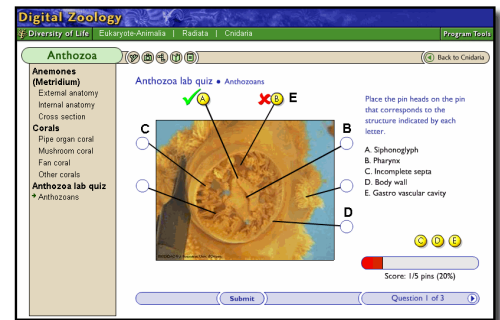 Digital Zoology
Diversity of Life Eukaryote-Animalia | Radiata | Cnidaria Program Tools
Anthozoa
Back to Cnidaria
Anemones
(Metridium)
External anatomy
Internal anatomy
Cross section
Corals
Pipe organ coral
Mushroom coral
Fan coral
Other corals
Anthozoa lab quiz
Anthozoans
Anthozoa lab quiz • Anthozoans
A
B E
C
B
D
Place the pin heads on the pin
that corresponds to the
structure indicated by each
letter.
A. Siphonoglyph
B. Pharynx
C. Incomplete septa
D. Body wall
E. Gastro vascular cavity
C D E
Score: 1/5 pins (20%)
Submit
Question 1 of 3